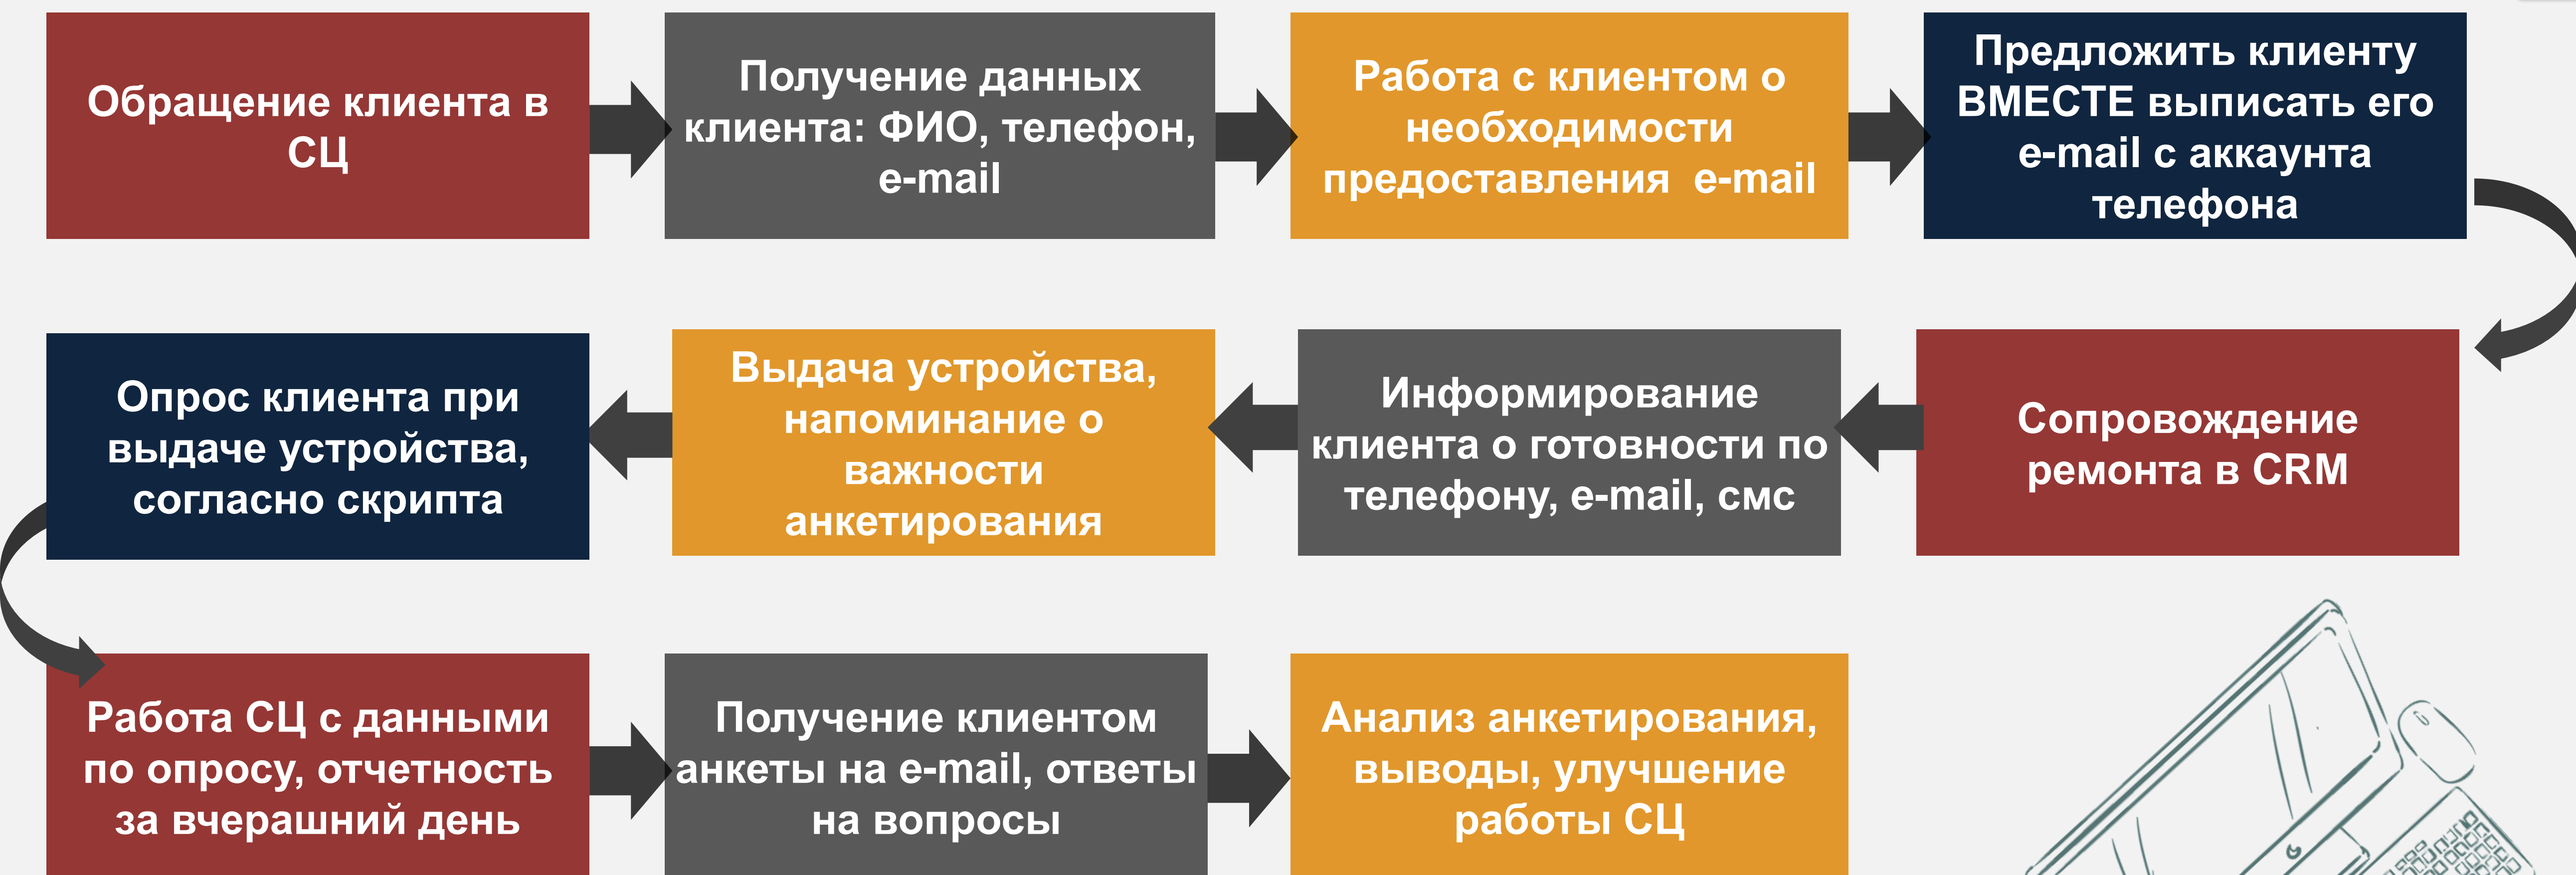 Обращение клиента в
СЦ
Получение данных
клиента: ФИО, телефон,
e-mail
Работа с клиентом о
необходимости
предоставления e-mail
Предложить клиенту
ВМЕСТЕ выписать его
e-mail с аккаунта
телефона
Сопровождение
ремонта в CRM
Информирование
клиента о готовности по
телефону, e-mail, смс
Выдача устройства,
напоминание о
важности
анкетирования
Опрос клиента при
выдаче устройства,
согласно скрипта
Работа СЦ с данными
по опросу, отчетность
за вчерашний день
Получение клиентом
анкеты на e-mail, ответы
на вопросы
Анализ анкетирования,
выводы, улучшение
работы СЦ